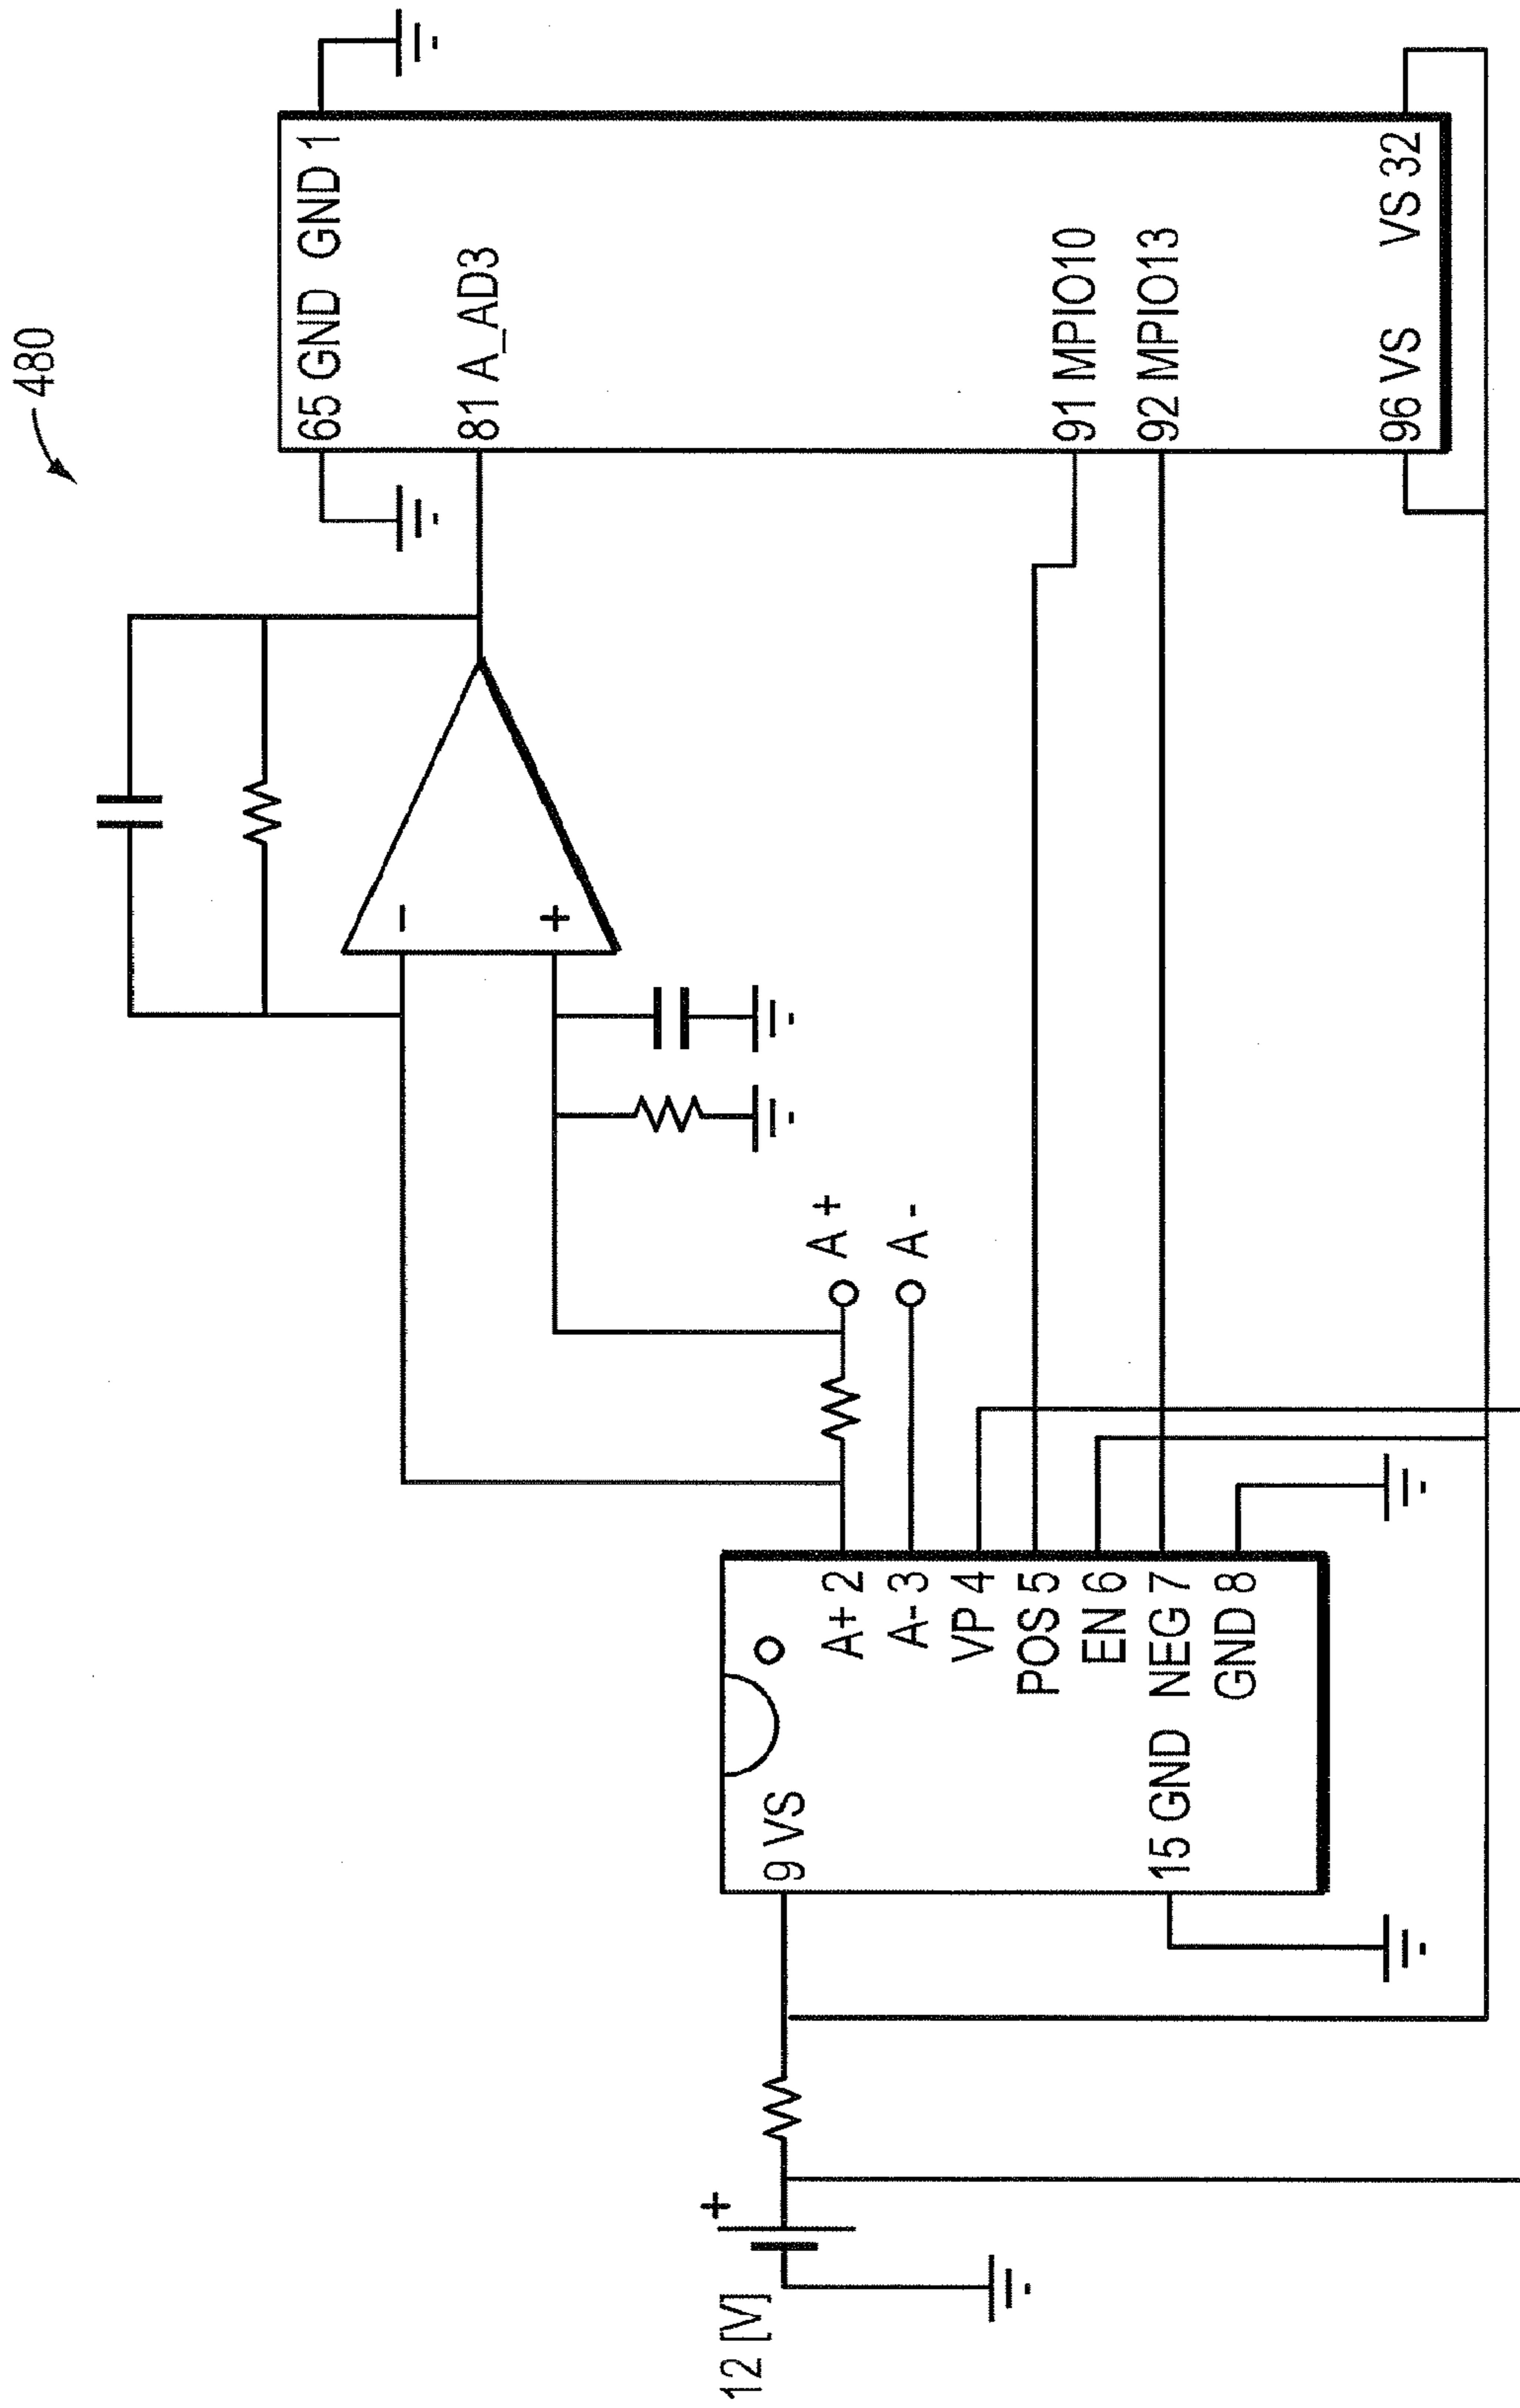 480
65 GND GND 1
81 A_AD3
91 MPIO10
92 MPIO13
96 VS VS 32
−
+
A +
A -
A+ 2
A- 3
VP 4
POS 5
EN 6
15 GND NEG 7
GND 8
9 VS
+
12 [V]